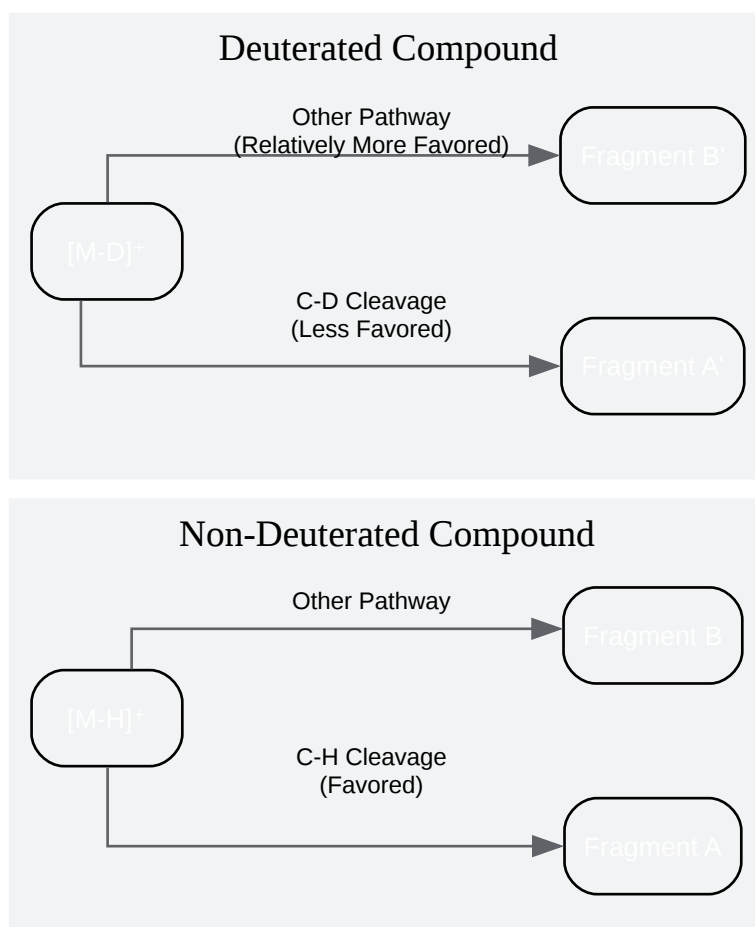 Deuterated Compound
Other Pathway
(Relatively More Favored)
Fragment B'
[M-D]⁺
C-D Cleavage
(Less Favored)
Fragment A'
Non-Deuterated Compound
Other Pathway
Fragment B
[M-H]⁺
C-H Cleavage
(Favored)
Fragment A